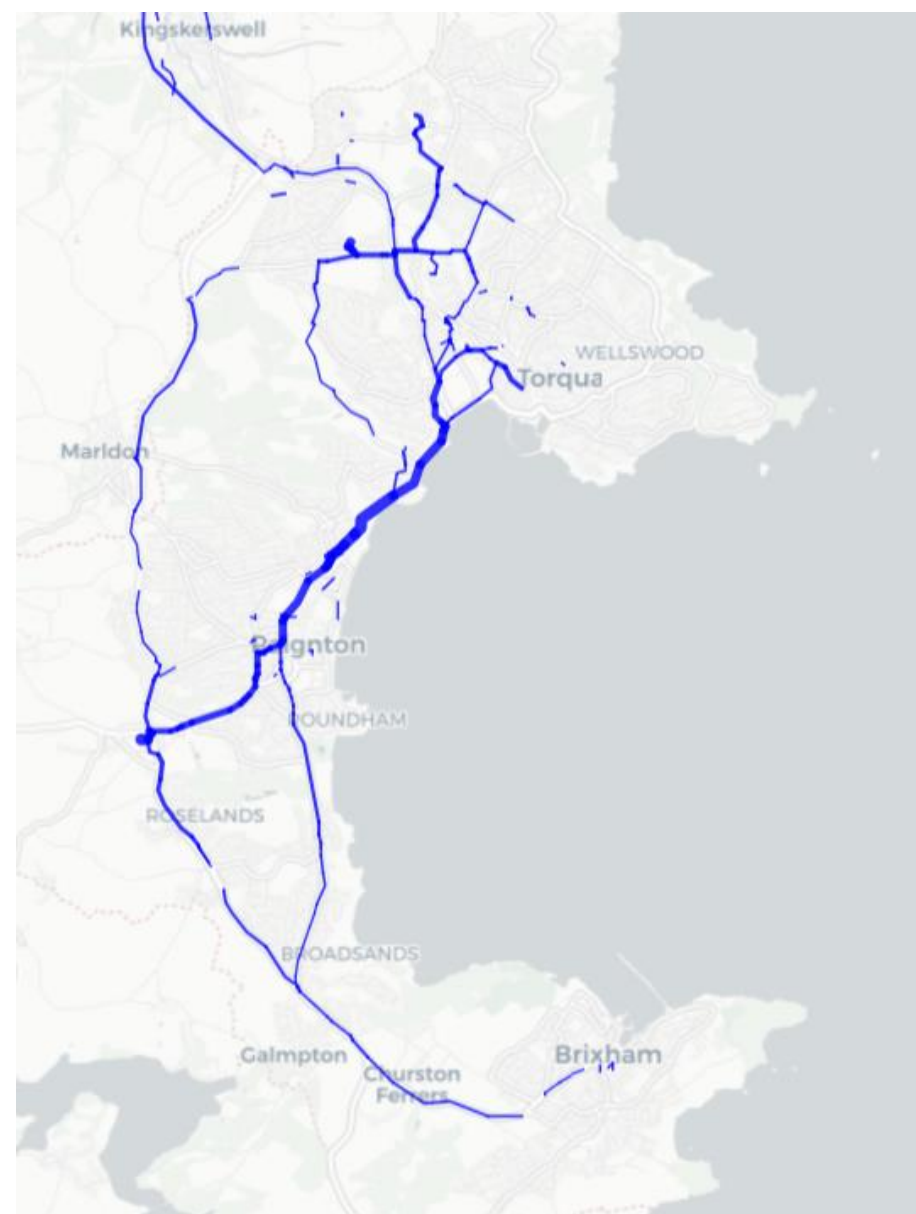 Kingskerswell
WELLSWOOD
Torqua
Marldon
Paignton
ROUNDHAM
ROSELANDS
BROADSANDS
Galmpton
Brixham
Churston
Ferrers